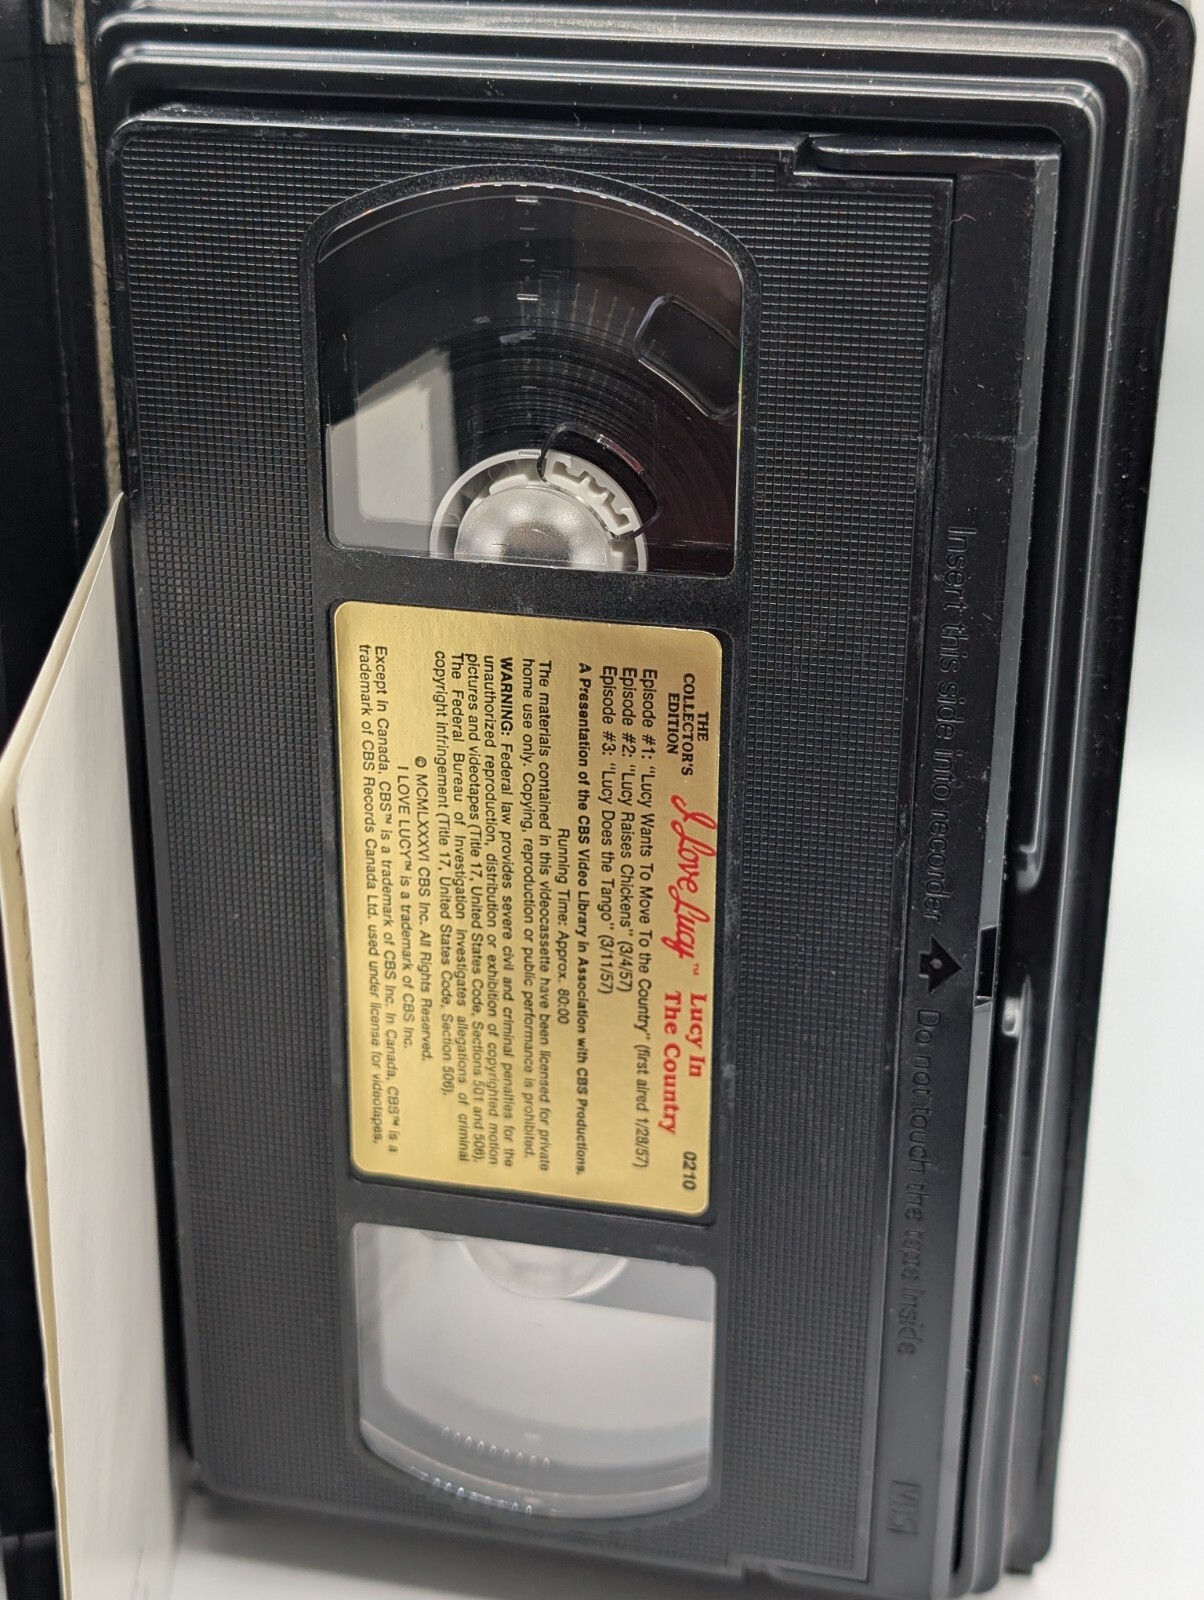 Insert this side into recorder Do not touch the tape inside
VHS
THE
COLLECTOR'S
EDITION
I Love Lucy™
Lucy In
The Country
0210
Episode #1: "Lucy Wants To Move To the Country" (first aired 1/28/57)
Episode #2: "Lucy Raises Chickens" (3/4/57)
Episode #3: "Lucy Does the Tango" (3/11/57)
A Presentation of the CBS Video Library in Association with CBS Productions.
Running Time: Approx. 80:00
The materials contained in this videocassette have been licensed for private
home use only. Copying, reproduction or public performance is prohibited.
WARNING: Federal law provides severe civil and criminal penalties for the
unauthorized reproduction, distribution or exhibition of copyrighted motion
pictures and videotapes (Title 17, United States Code, Sections 501 and 506).
The Federal Bureau of Investigation investigates allegations of criminal
copyright infringement (Title 17, United States Code, Section 506).
© MCMLXXXVI CBS Inc. All Rights Reserved.
I LOVE LUCY™ is a trademark of CBS Inc.
Except in Canada, CBS™ is a trademark of CBS Inc. In Canada, CBS™ is a
trademark of CBS Records Canada Ltd. used under license for videotapes.